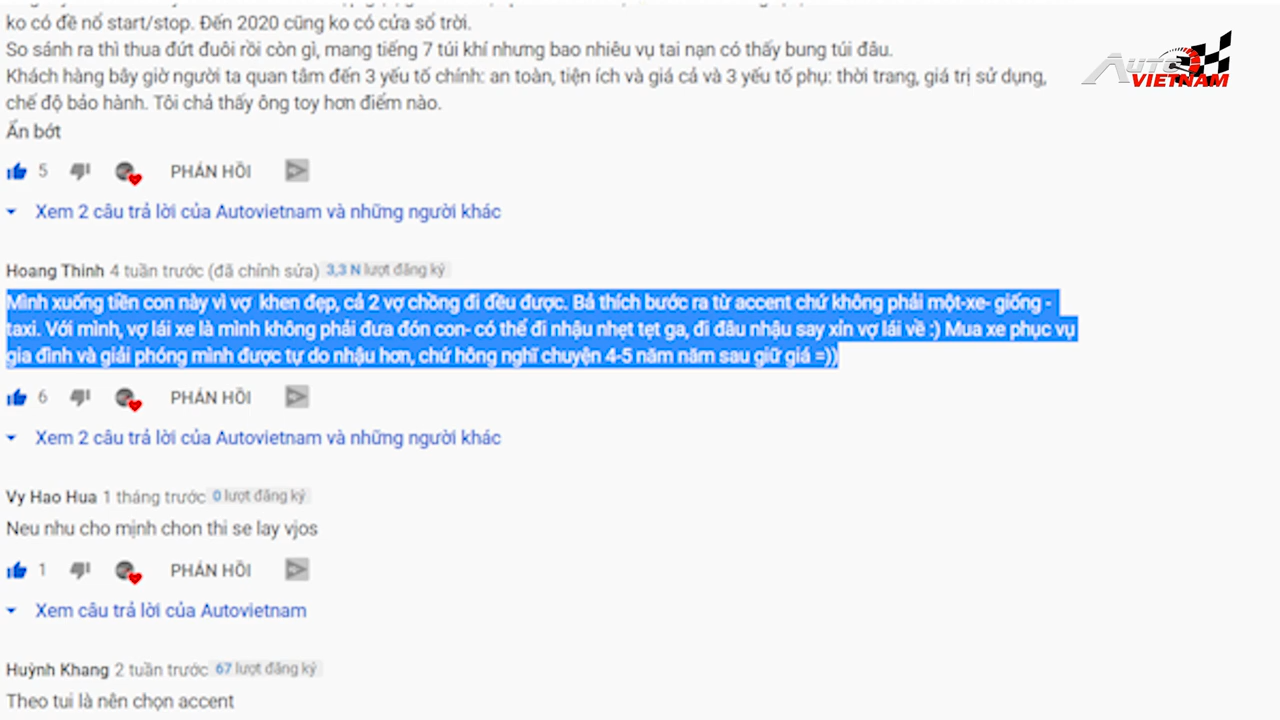 ko có đề nổ start/stop. Đến 2020 cũng ko có cửa sổ trời.
So sánh ra thì thua đứt đuôi rồi còn gì, mang tiếng 7 túi khí nhưng bao nhiêu vụ tai nạn có thấy bung túi đâu.
Khách hàng bây giờ người ta quan tâm đến 3 yếu tố chính: an toàn, tiện ích và giá cả và 3 yếu tố phụ: thời trang, giá trị sử dụng,
chế độ bảo hành. Tôi chả thấy ông toy hơn điểm nào.
Ẩn bớt
5 PHẢN HỒI
Xem 2 câu trả lời của Autovietnam và những người khác
Hoang Thinh 4 tuần trước (đã chỉnh sửa) 3,3 N lượt đăng ký
Mình xuống tiền con này vì vợ khen đẹp, cả 2 vợ chồng đi đều được. Bả thích bước ra từ accent chứ không phải một-xe- giống -
taxi. Với mình, vợ lái xe là mình không phải đưa đón con- có thể đi nhậu nhẹt tẹt ga, đi đâu nhậu say xỉn vợ lái về :) Mua xe phục vụ
gia đình và giải phóng mình được tự do nhậu hơn, chứ hông nghĩ chuyện 4-5 năm năm sau giữ giá =))
6 PHẢN HỒI
Xem 2 câu trả lời của Autovietnam và những người khác
Vy Hao Hua 1 tháng trước 0 lượt đăng ký
Neu nhu cho mịnh chon thi se lay vjos
1 PHẢN HỒI
Xem câu trả lời của Autovietnam
Huỳnh Khang 2 tuần trước 67 lượt đăng ký
Theo tui là nên chọn accent
AUTO
VIETNAM